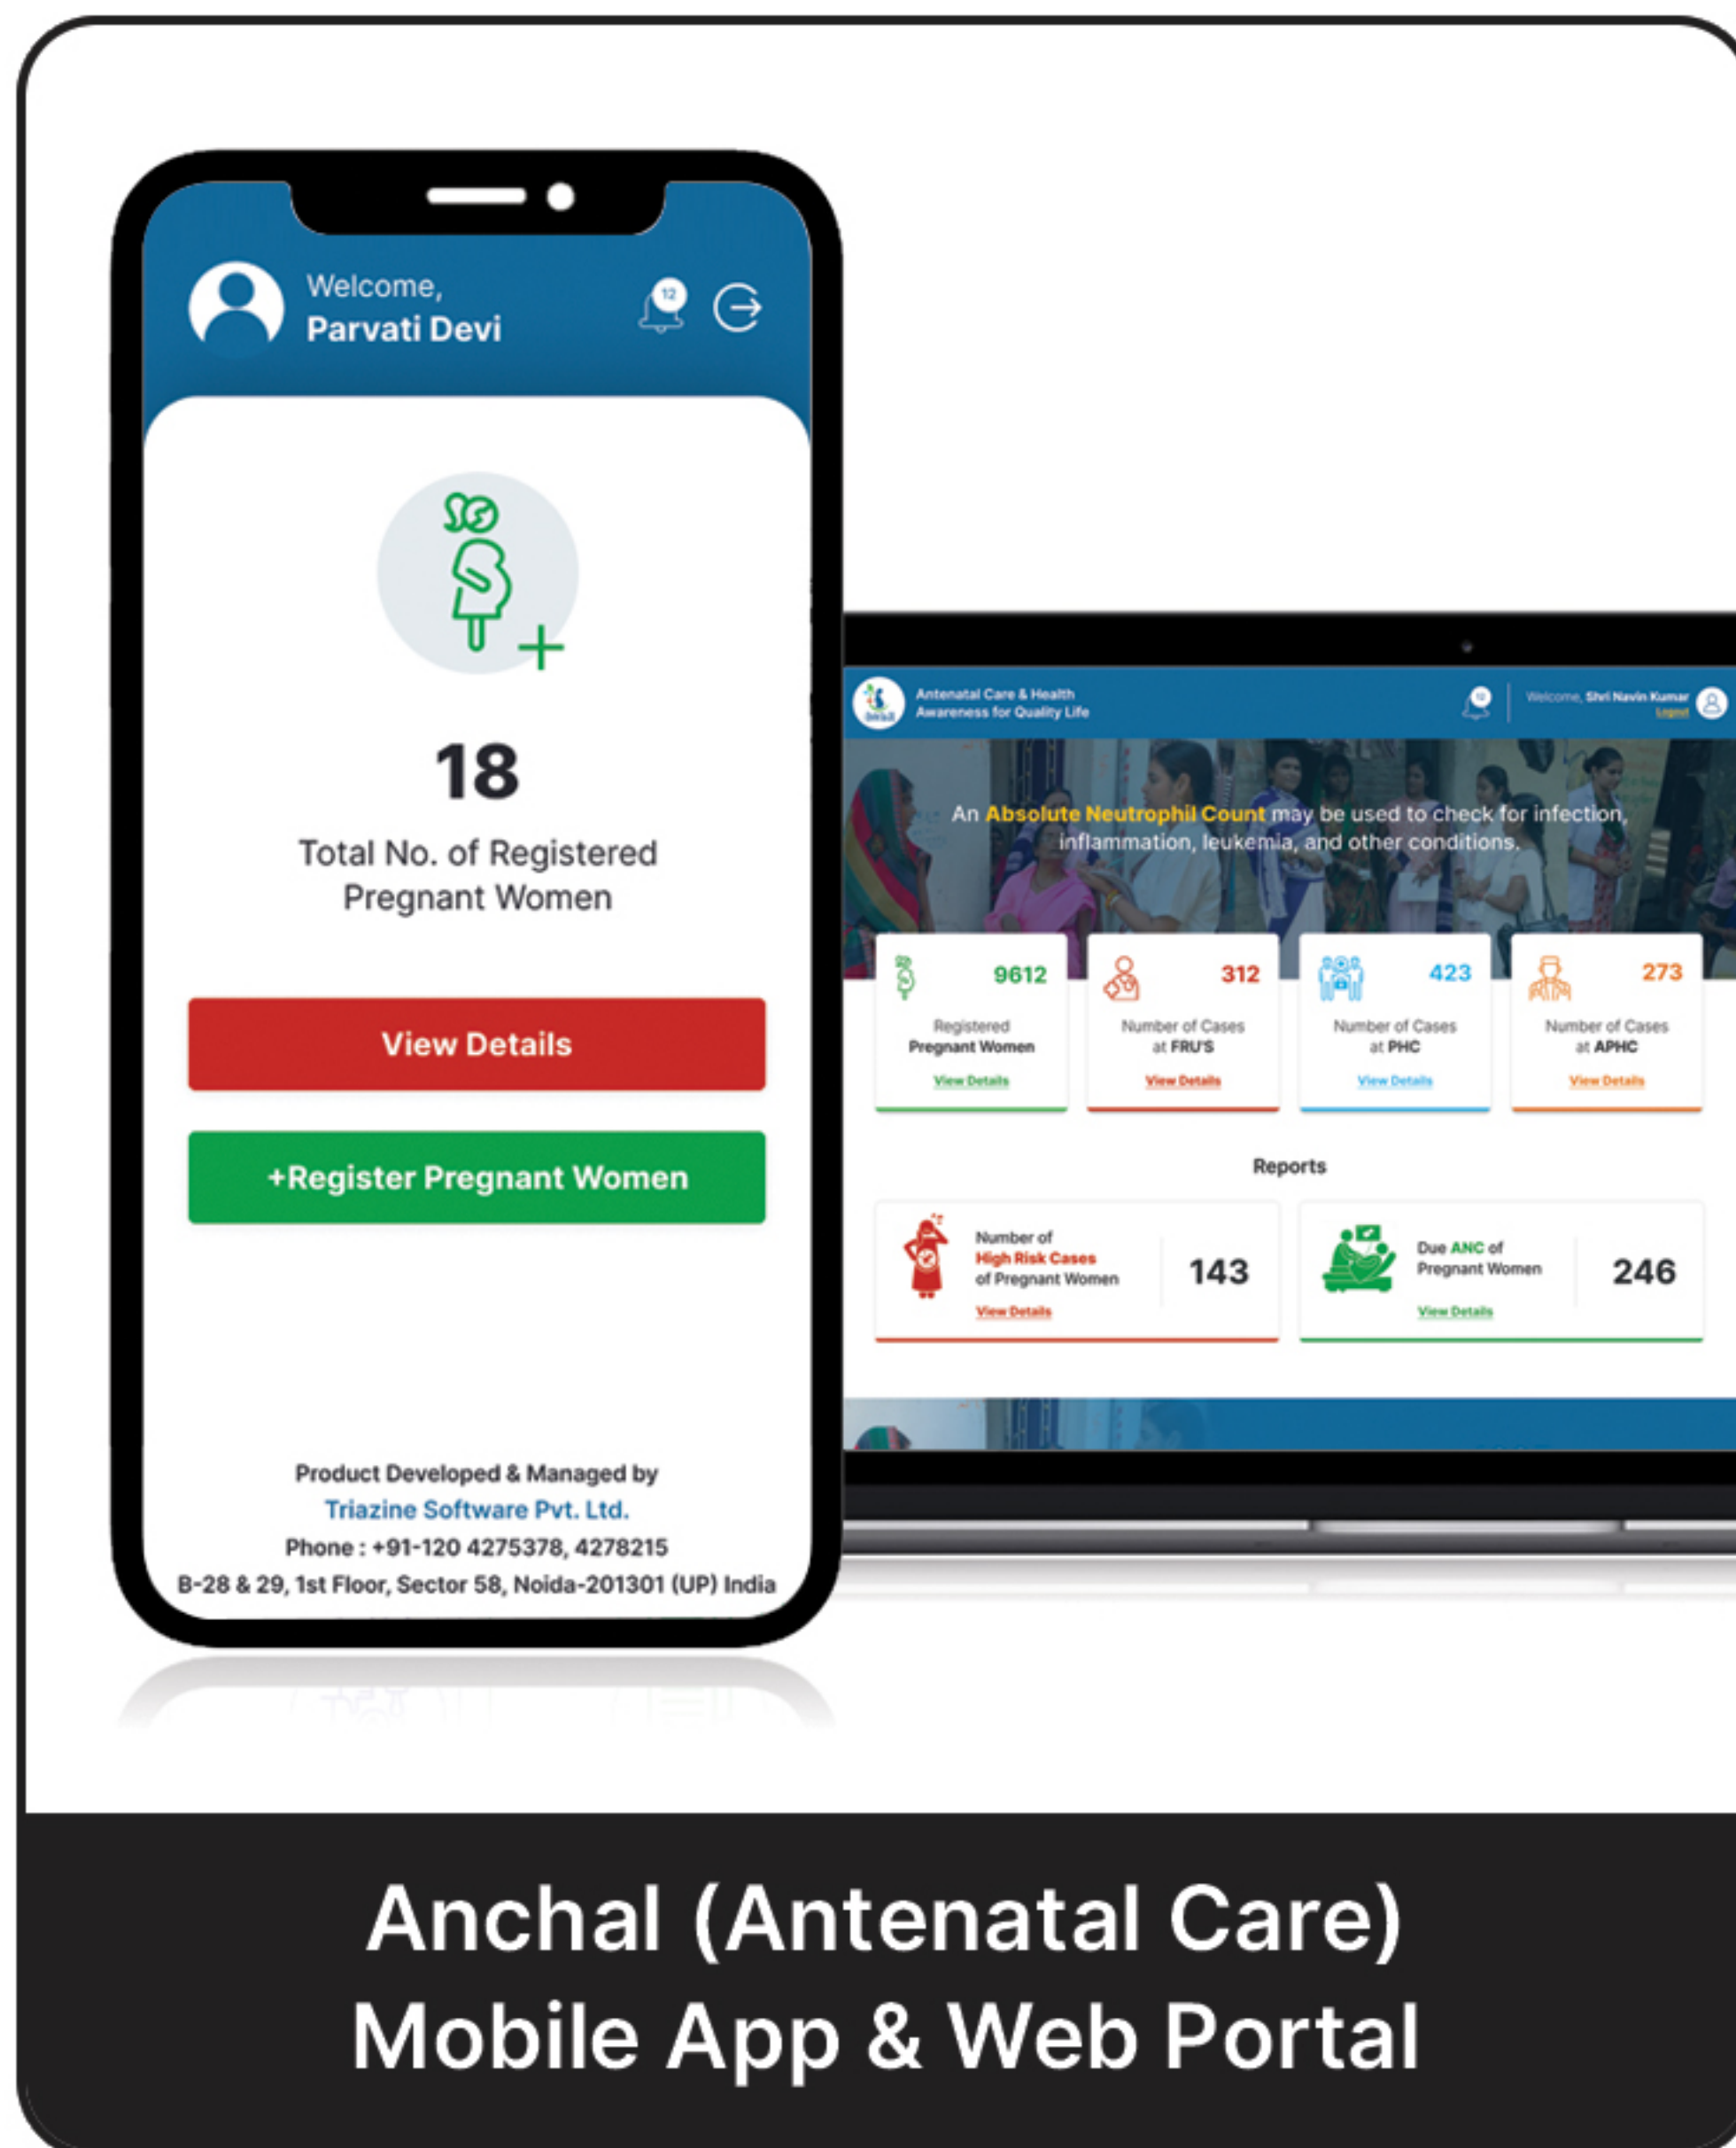 Welcome,
Parvati Devi
12
18
Total No. of Registered
Pregnant Women
View Details
+Register Pregnant Women
Product Developed & Managed by
Triazine Software Pvt. Ltd.
Phone : +91-120 4275378, 4278215
B-28 & 29, 1st Floor, Sector 58, Noida-201301 (UP) India
Antenatal Care & Health
Awareness for Quality Life
12
Welcome, Shri Navin Kumar
Logout
An Absolute Neutrophil Count may be used to check for infection,
inflammation, leukemia, and other conditions.
9612
Registered
Pregnant Women
View Details
312
Number of Cases
at FRU'S
View Details
423
Number of Cases
at PHC
View Details
273
Number of Cases
at APHC
View Details
Reports
Number of
High Risk Cases
of Pregnant Women
View Details
143
Due ANC of
Pregnant Women
View Details
246
Anchal (Antenatal Care)
Mobile App & Web Portal